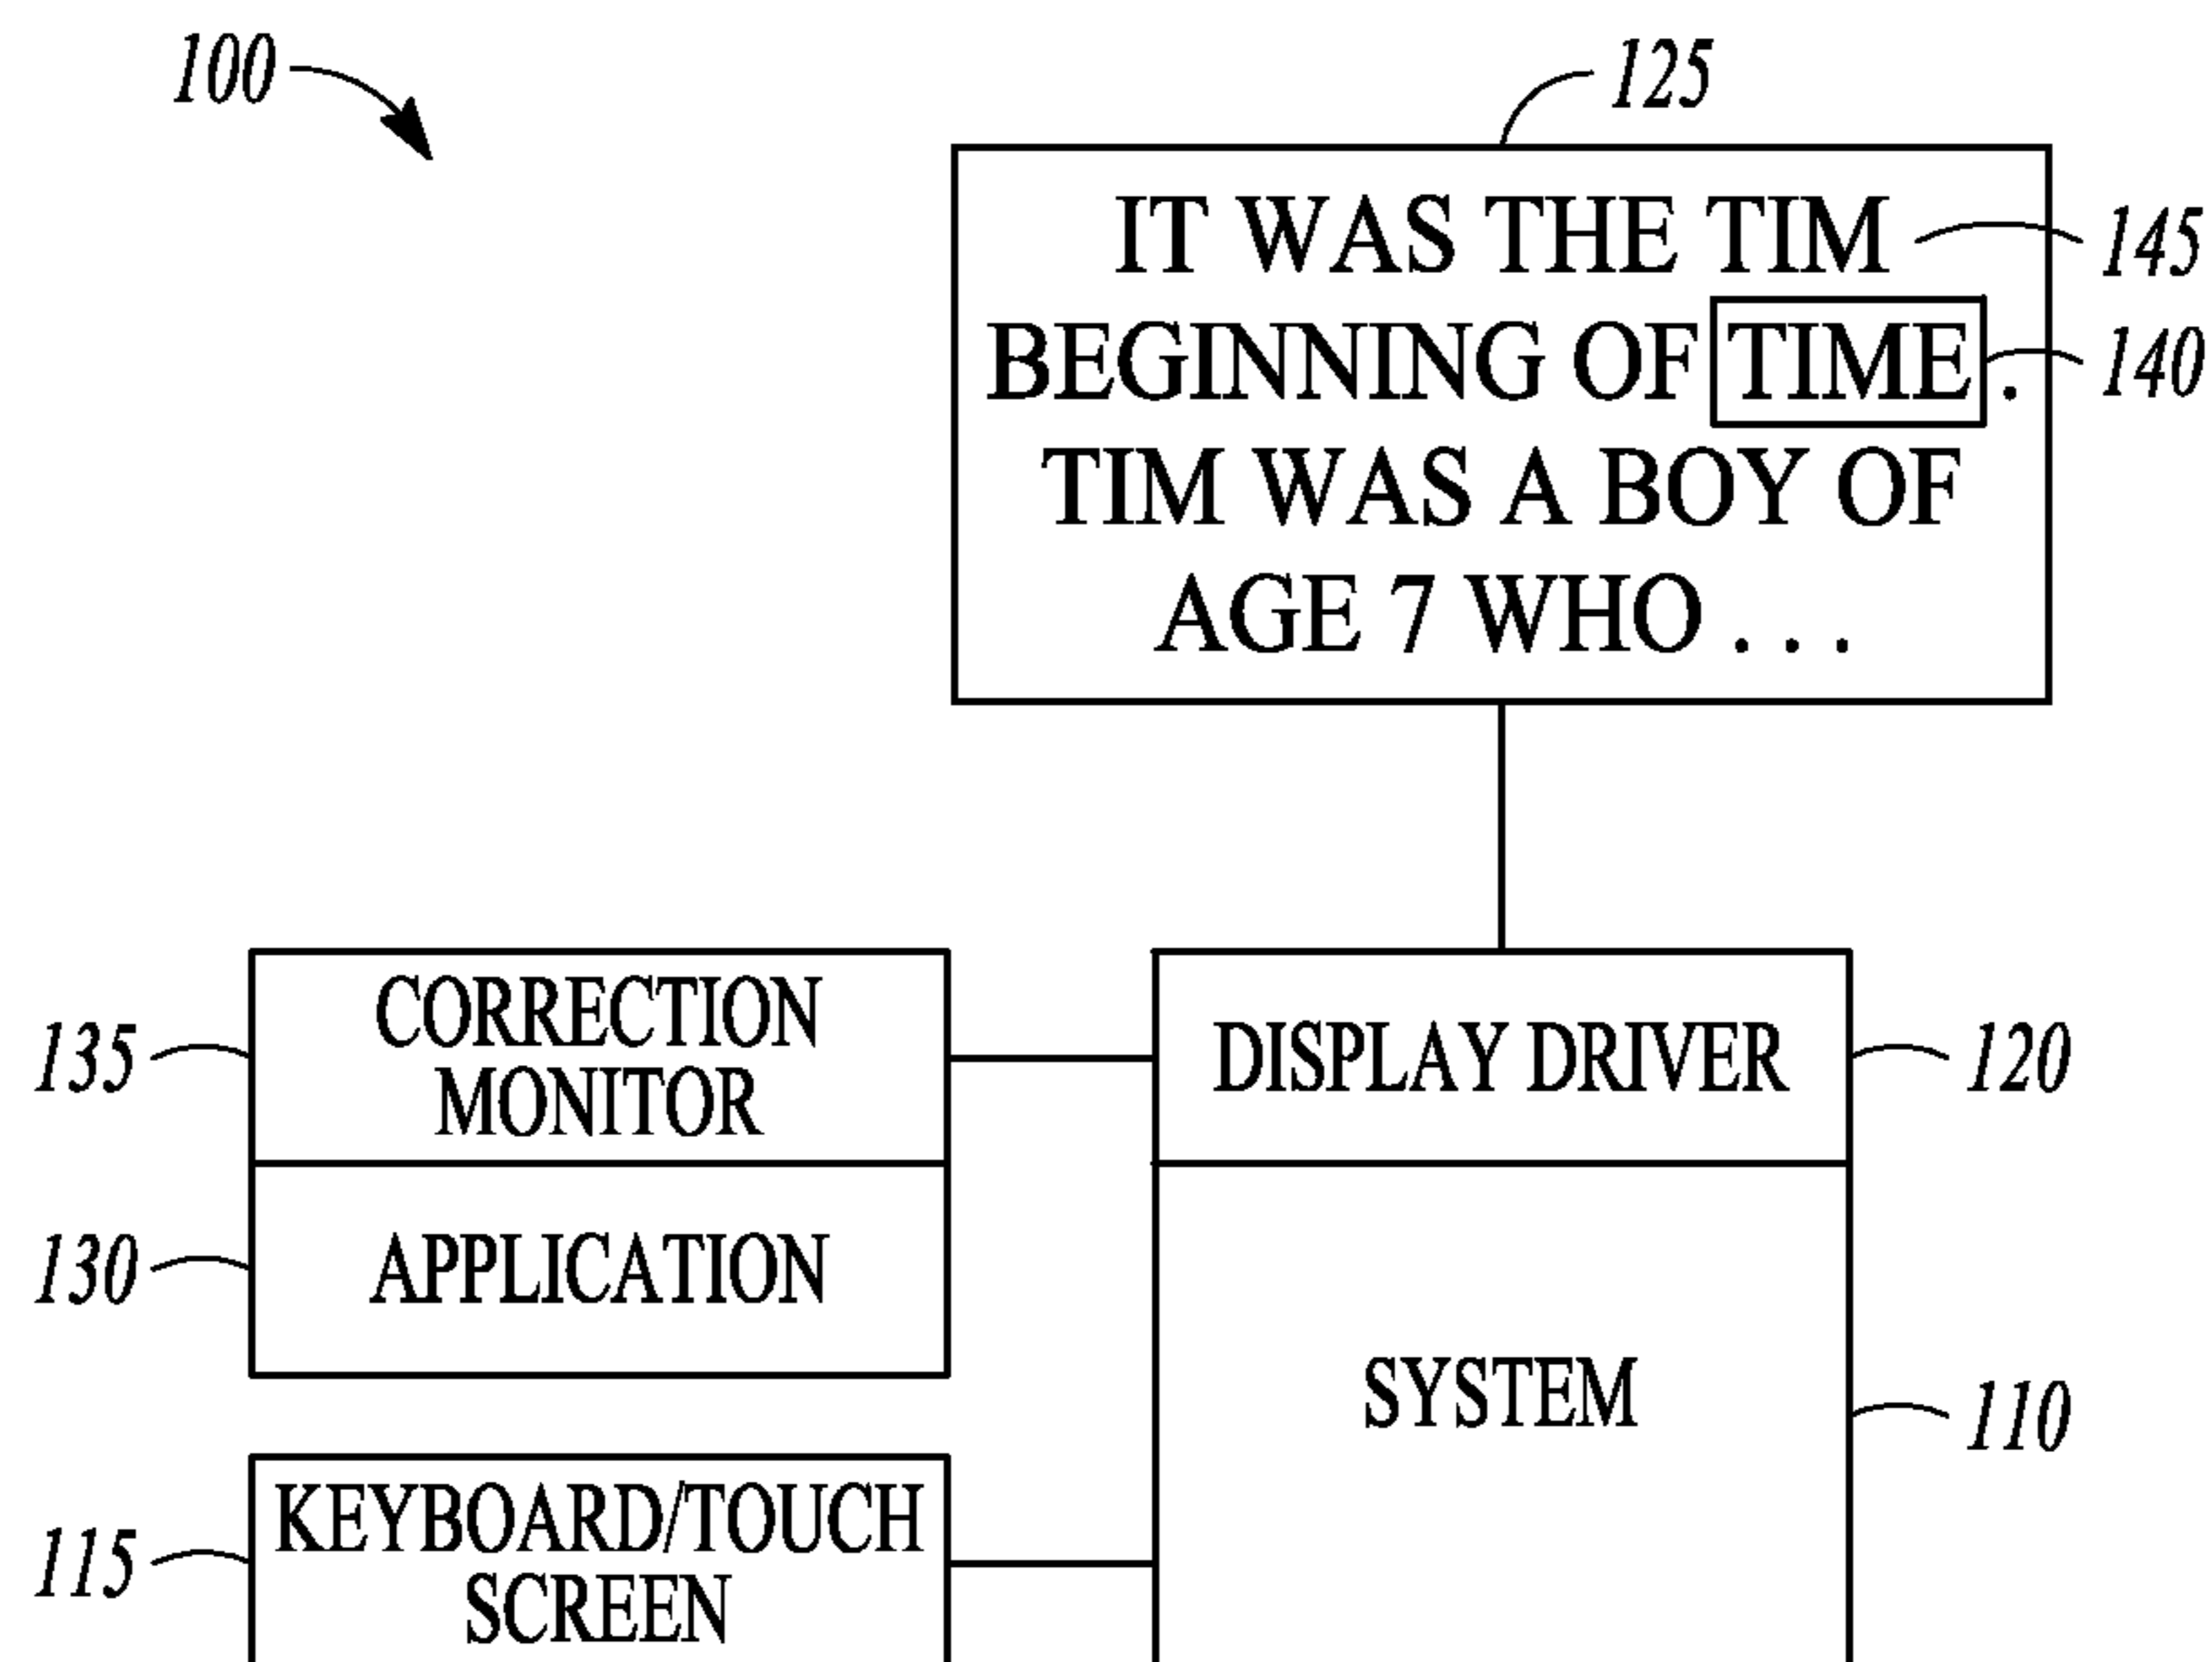 100
125
IT WAS THE TIM
145
BEGINNING OF TIME.
140
TIM WAS A BOY OF
AGE 7 WHO . . .
CORRECTION
MONITOR
135
DISPLAY DRIVER
120
APPLICATION
130
SYSTEM
110
KEYBOARD/TOUCH
SCREEN
115